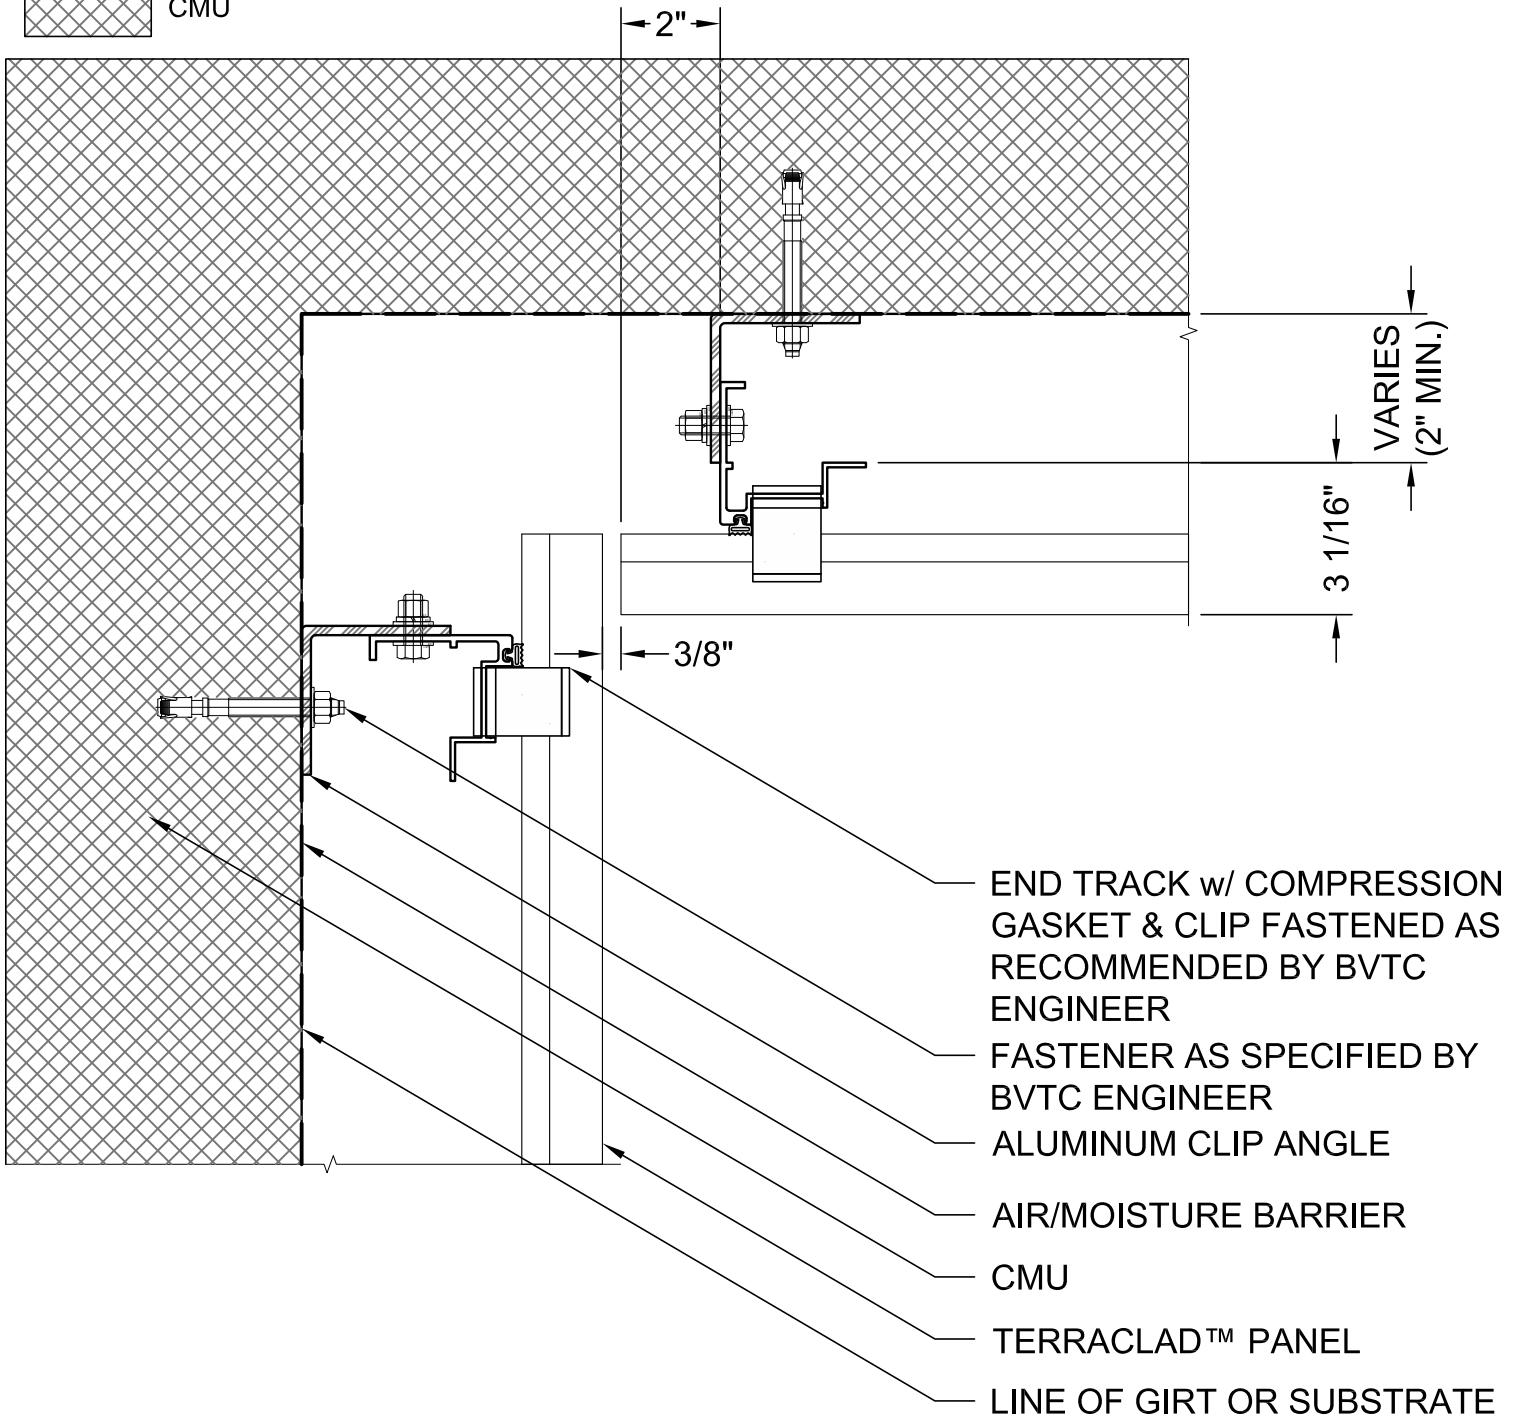 CMU
2"
VARIES
(2" MIN.)
3 1/16"
3/8"
END TRACK w/ COMPRESSION
GASKET & CLIP FASTENED AS
RECOMMENDED BY BVTC
ENGINEER
FASTENER AS SPECIFIED BY
BVTC ENGINEER
ALUMINUM CLIP ANGLE
AIR/MOISTURE BARRIER
CMU
TERRACLAD™ PANEL
LINE OF GIRT OR SUBSTRATE